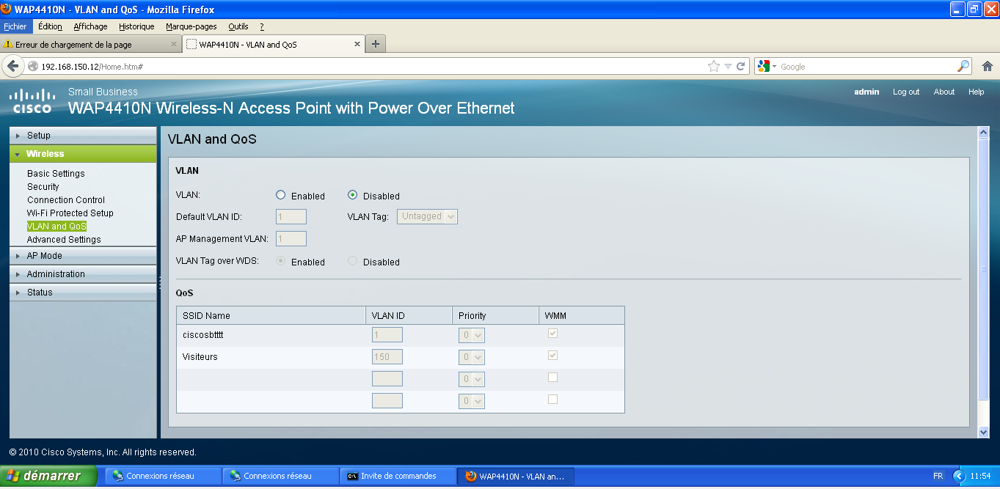 WAP4410N - VLAN and QoS - Mozilla Firefox
Fichier Édition Affichage Historique Marque-pages Outils ?
Erreur de chargement de la page × WAP4410N - VLAN and QoS × +
192.168.150.12/Home.htm# Google
Small Business admin Log out About Help
CISCO WAP4410N Wireless-N Access Point with Power Over Ethernet
Setup
Wireless
Basic Settings
Security
Connection Control
Wi-Fi Protected Setup
VLAN and QoS
Advanced Settings
AP Mode
Administration
Status
VLAN and QoS
VLAN
VLAN: Enabled Disabled
Default VLAN ID: 1 VLAN Tag: Untagged
AP Management VLAN: 1
VLAN Tag over WDS: Enabled Disabled
QoS
SSID Name VLAN ID Priority WMM
ciscosbtttt 1 0
Visiteurs 150 0
0
0
© 2010 Cisco Systems, Inc. All rights reserved.
démarrer Connexions réseau Connexions réseau Invite de commandes WAP4410N - VLAN an... FR 11:54